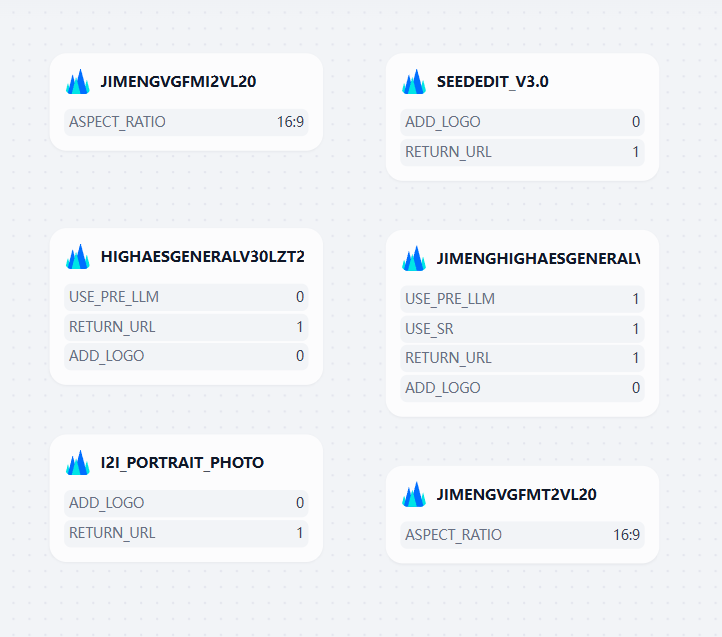 JIMENGVGFMI2VL20
ASPECT_RATIO 16:9
SEEDEDIT_V3.0
ADD_LOGO 0
RETURN_URL 1
HIGHAESGENERALV30LZT2
USE_PRE_LLM 0
RETURN_URL 1
ADD_LOGO 0
JIMENGHIGHAESGENERALV
USE_PRE_LLM 1
USE_SR 1
RETURN_URL 1
ADD_LOGO 0
I2I_PORTRAIT_PHOTO
ADD_LOGO 0
RETURN_URL 1
JIMENGVGFMT2VL20
ASPECT_RATIO 16:9